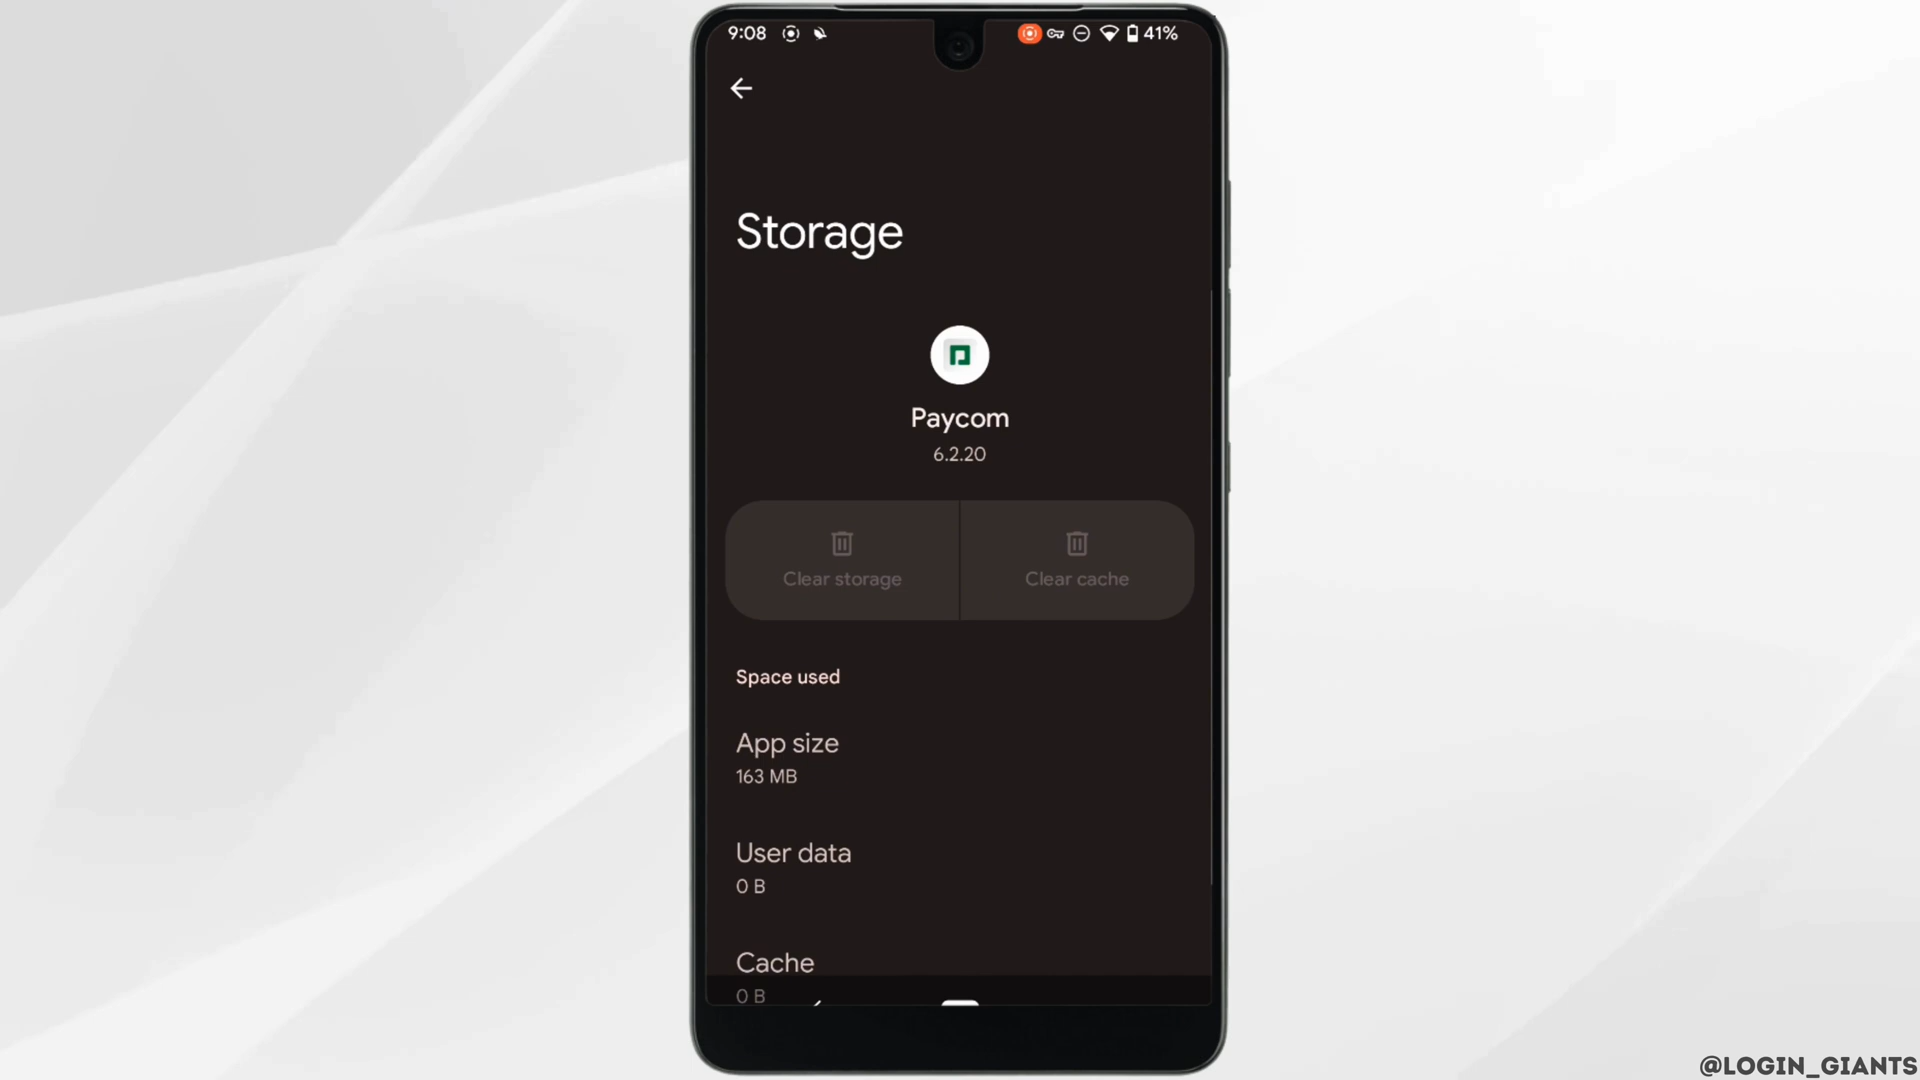 9:08
41%
Storage
Paycom
6.2.20
Clear storage
Clear cache
Space used
App size
163 MB
User data
0 B
Cache
0 B
@LOGIN_GIANTS